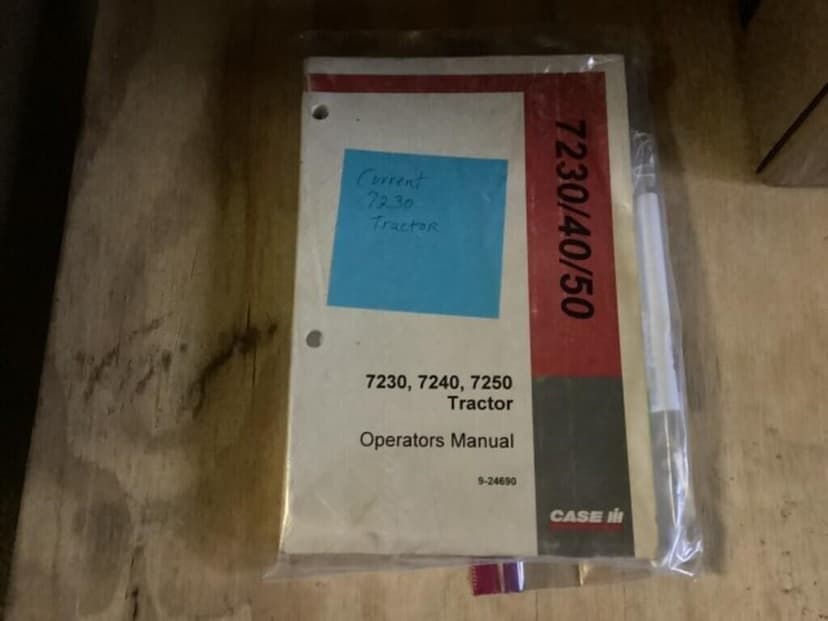 Current
7230
Tractor
7230/40/50
7230, 7240, 7250
Tractor
Operators Manual
9-24690
CASE IH